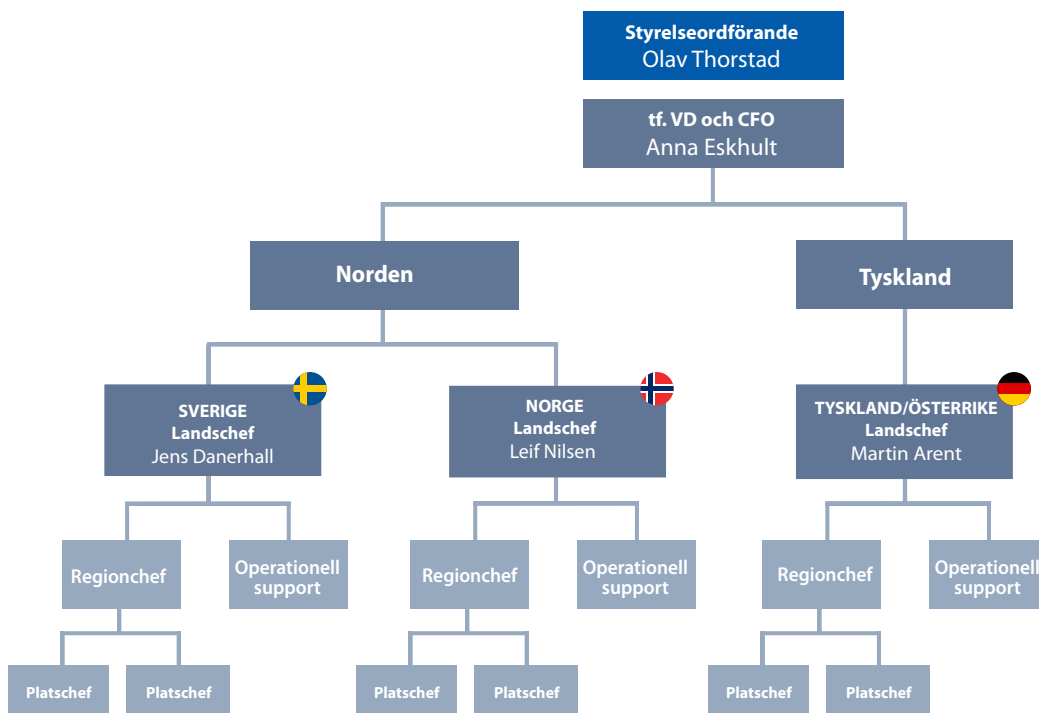 Styrelseordförande
Olav Thorstad
tf. VD och CFO
Anna Eskhult
Norden
Tyskland
SVERIGE
Landschef
Jens Danerhall
NORGE
Landschef
Leif Nilsen
TYSKLAND/ÖSTERRIKE
Landschef
Martin Arent
Regionchef
Operationell
support
Regionchef
Operationell
support
Regionchef
Operationell
support
Platschef
Platschef
Platschef
Platschef
Platschef
Platschef